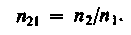 n₂₁ = n₂/n₁.